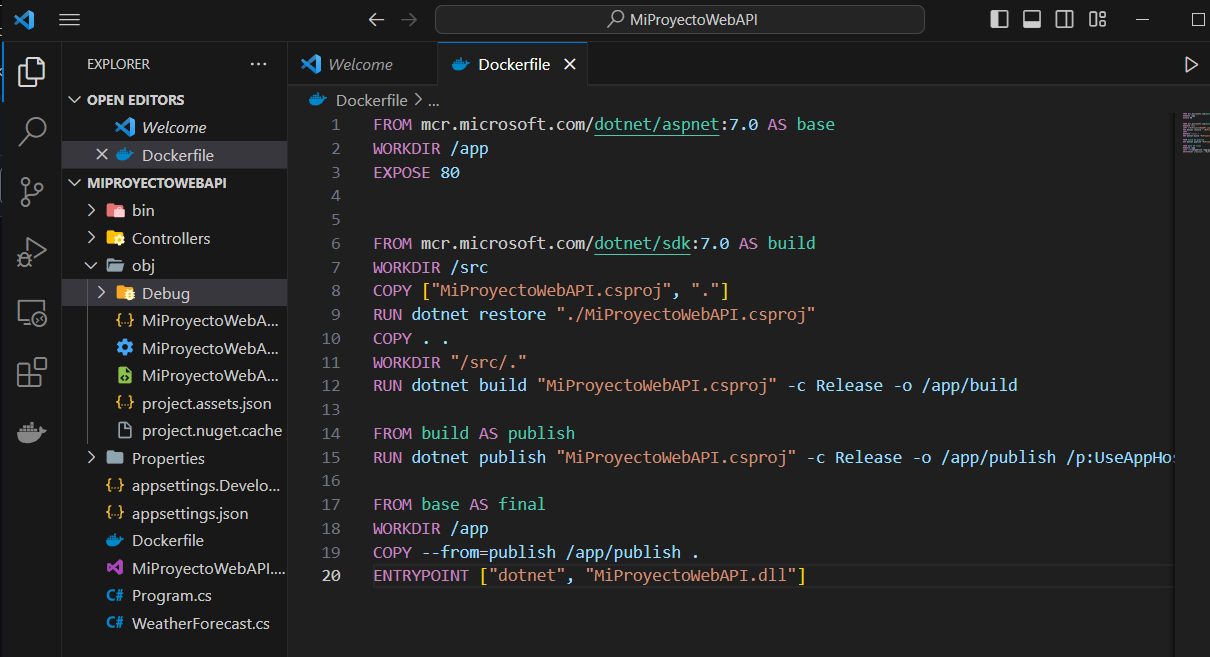 MiProyectoWebAPI
EXPLORER ...
OPEN EDITORS
Welcome
Dockerfile
MIPROYECTOWEBAPI
bin
Controllers
obj
Debug
MiProyectoWebA...
MiProyectoWebA...
MiProyectoWebA...
project.assets.json
project.nuget.cache
Properties
appsettings.Develo...
appsettings.json
Dockerfile
MiProyectoWebAPI....
Program.cs
WeatherForecast.cs
Welcome Dockerfile
Dockerfile > ...
1 FROM mcr.microsoft.com/dotnet/aspnet:7.0 AS base
2 WORKDIR /app
3 EXPOSE 80
4
5
6 FROM mcr.microsoft.com/dotnet/sdk:7.0 AS build
7 WORKDIR /src
8 COPY ["MiProyectoWebAPI.csproj", "."]
9 RUN dotnet restore "./MiProyectoWebAPI.csproj"
10 COPY . .
11 WORKDIR "/src/."
12 RUN dotnet build "MiProyectoWebAPI.csproj" -c Release -o /app/build
13
14 FROM build AS publish
15 RUN dotnet publish "MiProyectoWebAPI.csproj" -c Release -o /app/publish /p:UseAppHos
16
17 FROM base AS final
18 WORKDIR /app
19 COPY --from=publish /app/publish .
20 ENTRYPOINT ["dotnet", "MiProyectoWebAPI.dll"]